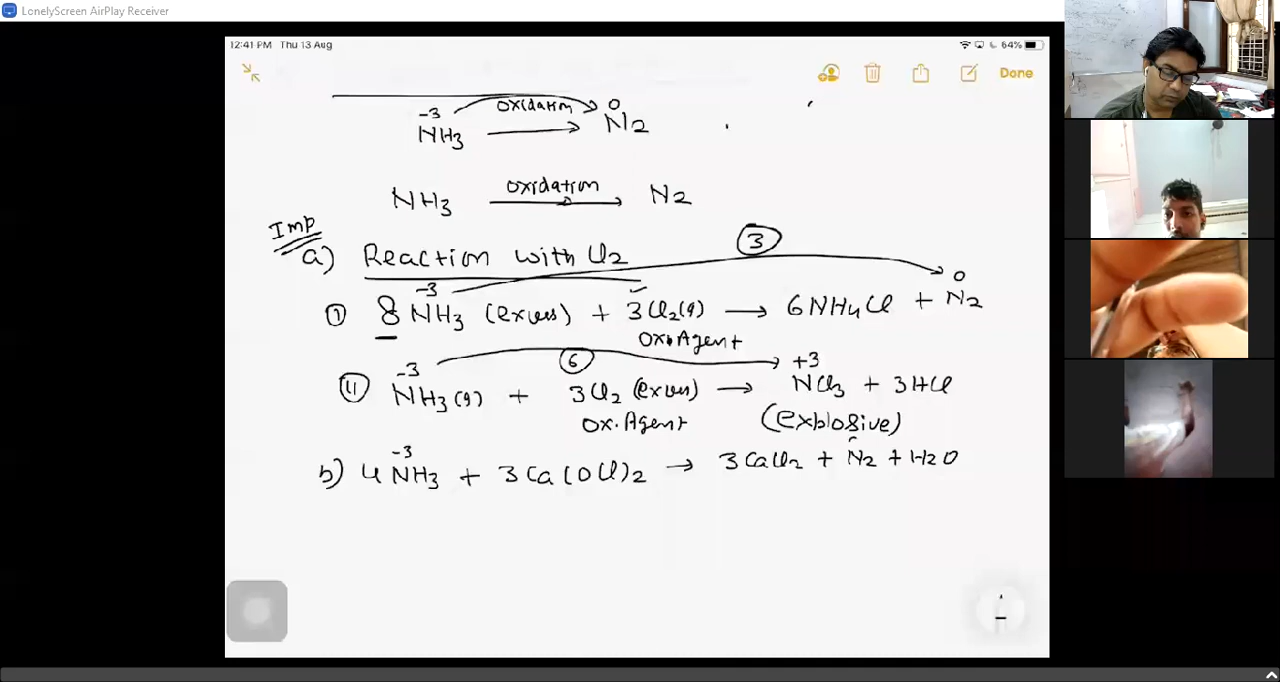 LonelyScreen AirPlay Receiver
12:41 PM Thu 13 Aug
64%
Done
-3 oxidation 0
NH3 → N2
NH3 oxidation → N2
Imp
a) Reaction with Cl2
3
-3 0
① 8 NH3 (excess) + 3Cl2(g) → 6NH4Cl + N2
Oxi.Agent
-3 6 +3
② NH3(g) + 3Cl2 (excess) → NCl3 + 3HCl
Ox.Agent (explosive)
-3
b) 4 NH3 + 3Ca(OCl)2 → 3CaCl2 + N2 + H2O